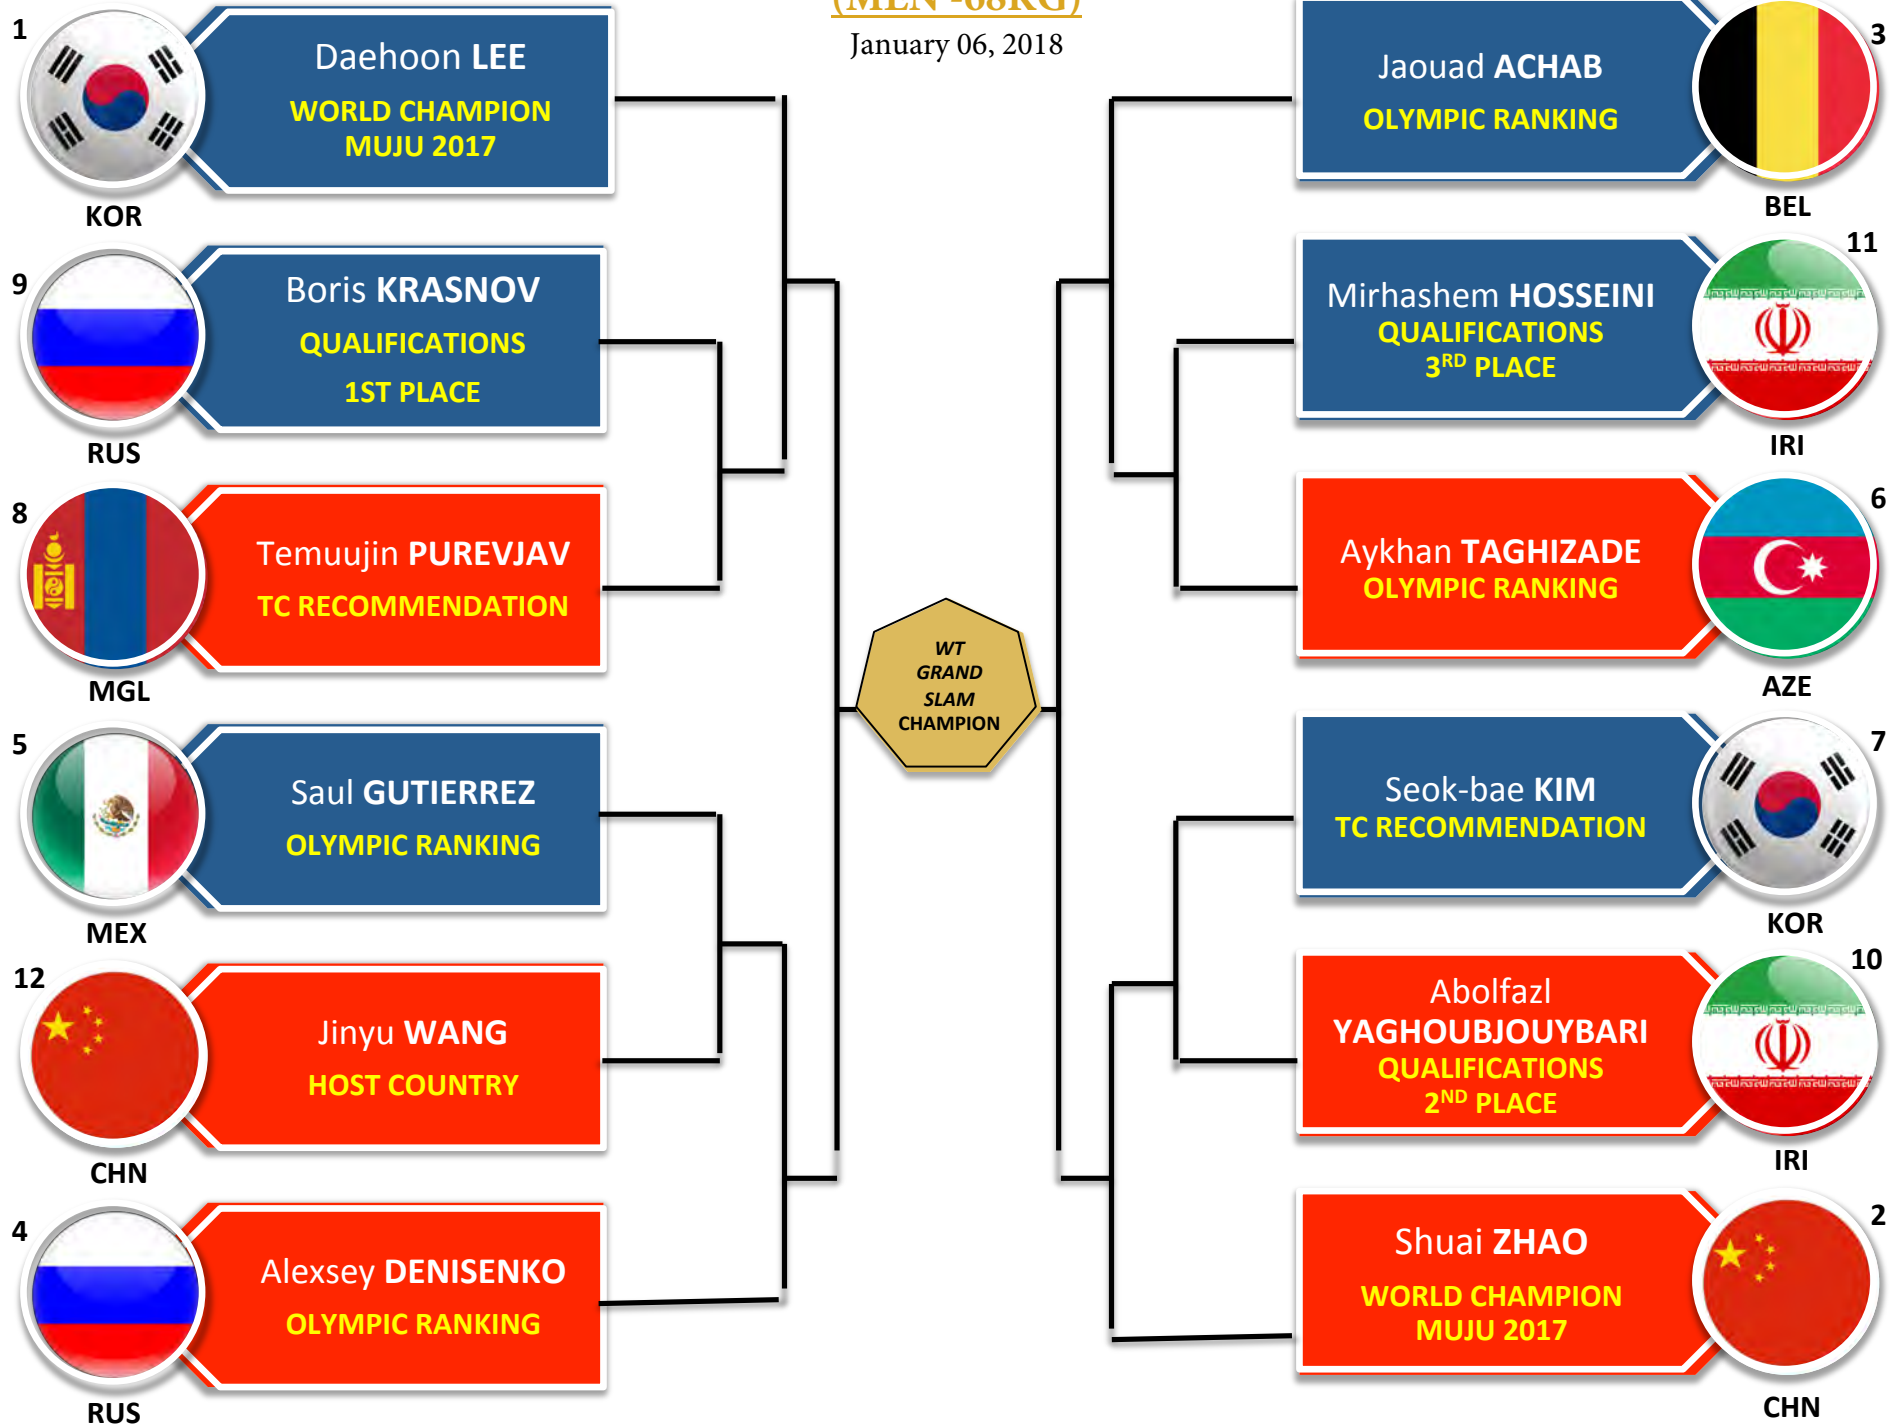 (MEN -68KG)
January 06, 2018
1
Daehoon LEE
WORLD CHAMPION
MUJU 2017
KOR
9
Boris KRASNOV
QUALIFICATIONS
1ST PLACE
RUS
8
Temuujin PUREVJAV
TC RECOMMENDATION
MGL
5
Saul GUTIERREZ
OLYMPIC RANKING
MEX
12
Jinyu WANG
HOST COUNTRY
CHN
4
Alexsey DENISENKO
OLYMPIC RANKING
RUS
WT
GRAND
SLAM
CHAMPION
3
Jaouad ACHAB
OLYMPIC RANKING
BEL
11
Mirhashem HOSSEINI
QUALIFICATIONS
3RD PLACE
IRI
6
Aykhan TAGHIZADE
OLYMPIC RANKING
AZE
7
Seok-bae KIM
TC RECOMMENDATION
KOR
10
Abolfazl
YAGHOUBJOUYBARI
QUALIFICATIONS
2ND PLACE
IRI
2
Shuai ZHAO
WORLD CHAMPION
MUJU 2017
CHN